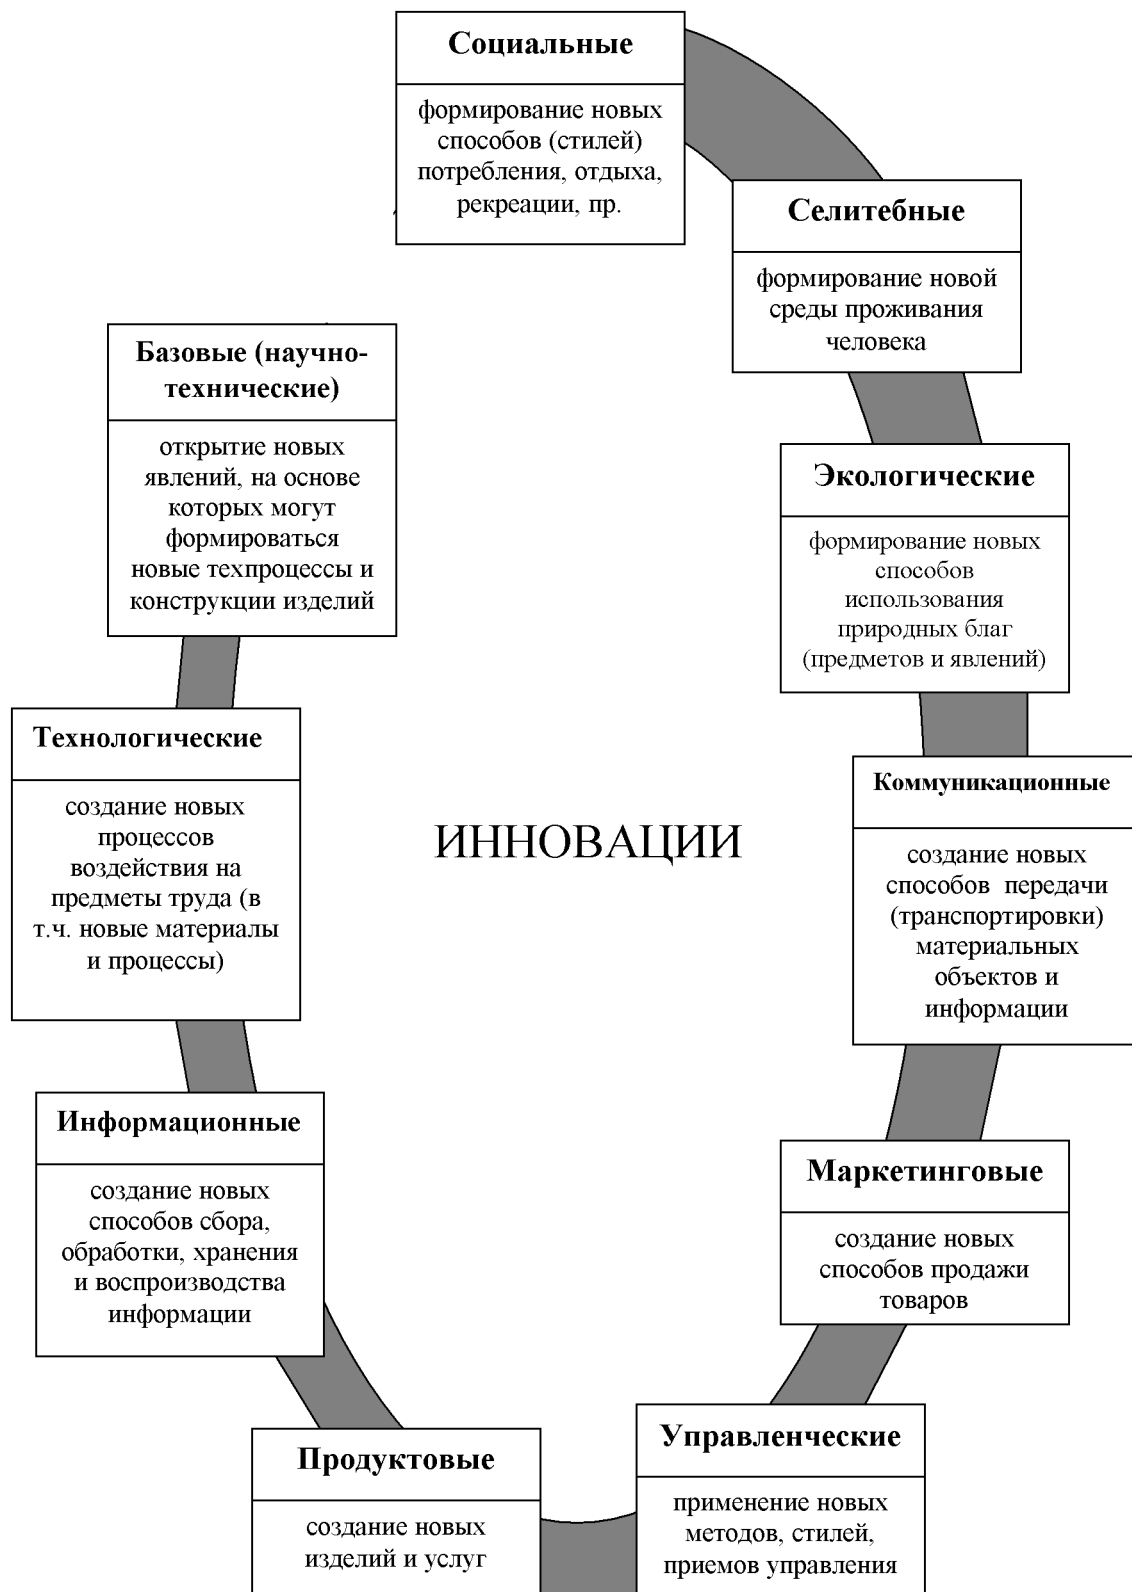 Социальные
формирование новых
способов (стилей)
потребления, отдыха,
рекреации, пр.
Селитебные
формирование новой
среды проживания
человека
Базовые (научно-
технические)
открытие новых
явлений, на основе
которых могут
формироваться
новые техпроцессы и
конструкции изделий
Экологические
формирование новых
способов
использования
природных благ
(предметов и явлений)
Технологические
создание новых
процессов
воздействия на
предметы труда (в
т.ч. новые материалы
и процессы)
ИННОВАЦИИ
Коммуникационные
создание новых
способов передачи
(транспортировки)
материальных
объектов и
информации
Информационные
создание новых
способов сбора,
обработки, хранения
и воспроизводства
информации
Маркетинговые
создание новых
способов продажи
товаров
Продуктовые
создание новых
изделий и услуг
Управленческие
применение новых
методов, стилей,
приемов управления